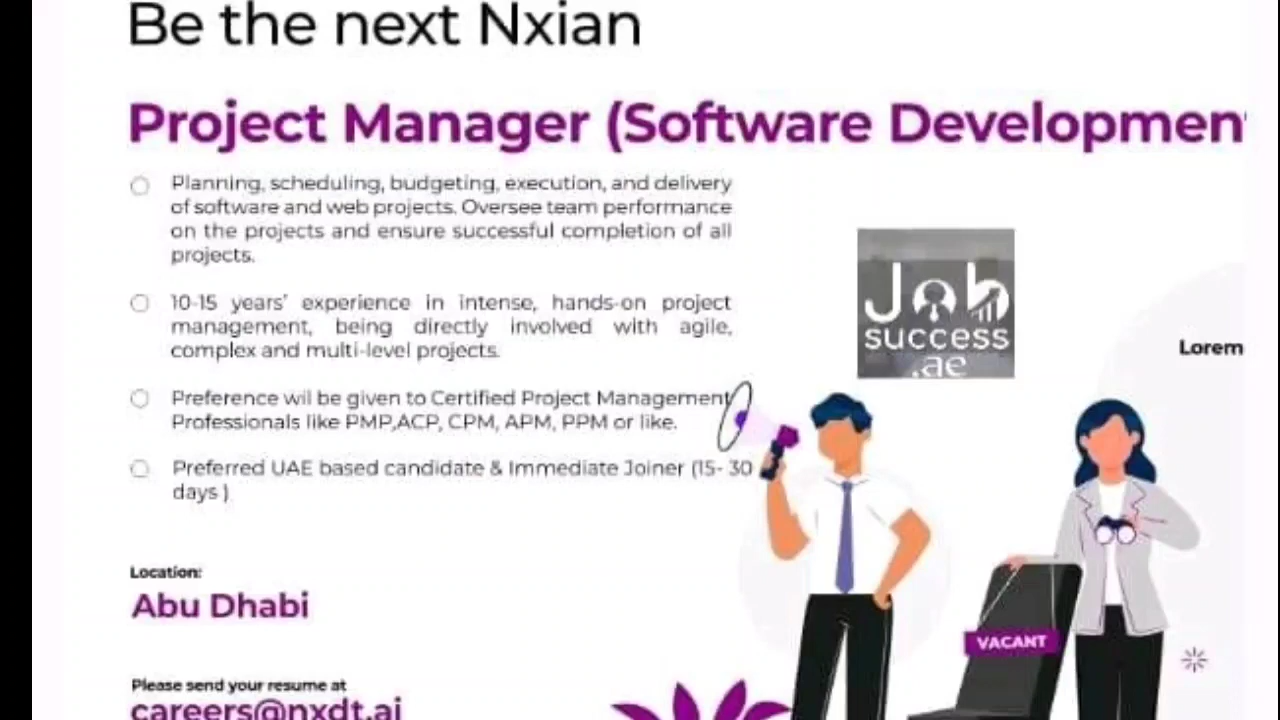 Be the next Nxian
Project Manager (Software Development
Planning, scheduling, budgeting, execution, and delivery
of software and web projects. Oversee team performance
on the projects and ensure successful completion of all
projects.
10-15 years' experience in intense, hands-on project
management, being directly involved with agile,
complex and multi-level projects.
Preference wil be given to Certified Project Management
Professionals like PMP,ACP, CPM, APM, PPM or like.
Preferred UAE based candidate & Immediate Joiner (15- 30
days )
Job
success
.ae
Lorem
VACANT
Location:
Abu Dhabi
Please send your resume at
careers@nxdt.ai